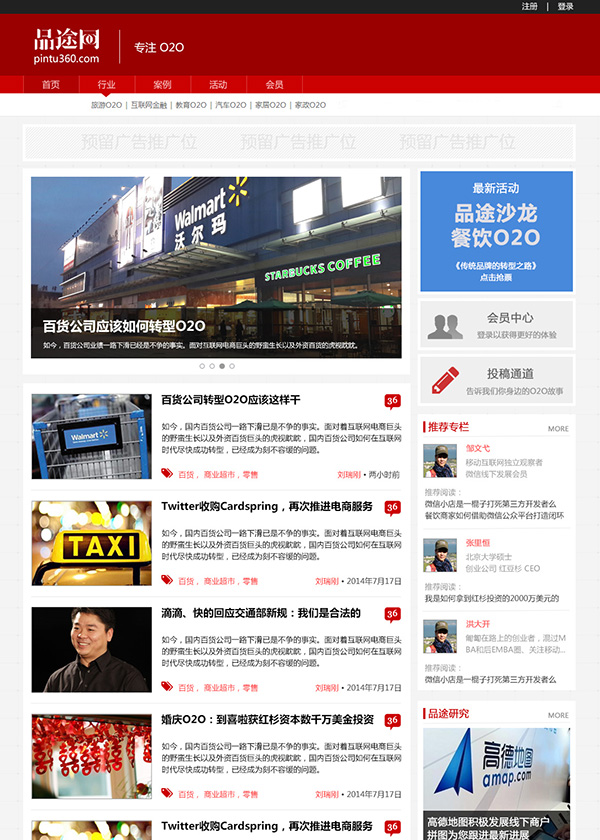 注册 | 登录
品途网
pintu360.com
专注 O2O
首页 行业 案例 活动 会员
旅游O2O | 互联网金融 | 教育O2O | 汽车O2O | 家居O2O | 家政O2O
预留广告推广位 预留广告推广位 预留广告推广位
Walmart
沃尔玛
STARBUCKS COFFEE
百货公司应该如何转型O2O
如今，百货公司业绩一路下滑已经是不争的事实。面对着互联网电商巨头的野蛮生长以及外资百货的虎视眈眈。
最新活动
品途沙龙
餐饮O2O
《传统品牌的转型之路》
点击抢票
会员中心
登录以获得更好的体验
投稿通道
告诉我们你身边的O2O故事
Walmart
百货公司转型O2O应该这样干
36
如今，国内百货公司一路下滑已是不争的事实。面对着互联网电商巨头
的野蛮生长以及外资百货巨头的虎视眈眈，国内百货公司如何在互联网
时代尽快成功转型，已经成为刻不容缓的问题。
百货， 商业超市，零售
刘瑞刚 • 两小时前
TAXI
Twitter收购Cardspring，再次推进电商服务
36
如今，国内百货公司一路下滑已是不争的事实。面对着互联网电商巨头
的野蛮生长以及外资百货巨头的虎视眈眈，国内百货公司如何在互联网
时代尽快成功转型，已经成为刻不容缓的问题。
百货， 商业超市，零售
刘瑞刚 • 2014年7月17日
滴滴、快的回应交通部新规：我们是合法的
36
如今，国内百货公司一路下滑已是不争的事实。面对着互联网电商巨头
的野蛮生长以及外资百货巨头的虎视眈眈，国内百货公司如何在互联网
时代尽快成功转型，已经成为刻不容缓的问题。
百货， 商业超市，零售
刘瑞刚 • 2014年7月17日
婚庆O2O：到喜啦获红杉资本数千万美金投资
36
如今，国内百货公司一路下滑已是不争的事实。面对着互联网电商巨头
的野蛮生长以及外资百货巨头的虎视眈眈，国内百货公司如何在互联网
时代尽快成功转型，已经成为刻不容缓的问题。
百货， 商业超市，零售
刘瑞刚 • 2014年7月17日
Twitter收购Cardspring，再次推进电商服务
36
推荐专栏
MORE
邹文弋
移动互联网独立观察者
微信线下发展会员
推荐阅读：
微信小店是一棍子打死第三方开发者么
餐饮商家如何借助微信公众平台打造闭环
张里恒
北京大学硕士
创业公司 红豆杉 CEO
推荐阅读：
我是如何拿到红杉投资的2000万美元的
洪大开
匍匐在路上的创业者，混过M
BA和后EMBA圈、关注移动...
推荐阅读：
微信小店是一棍子打死第三方开发者么
品途研究
MORE
高德地图
amap.com
高德地图积极发展线下商户
拼图为您跟进最新进展